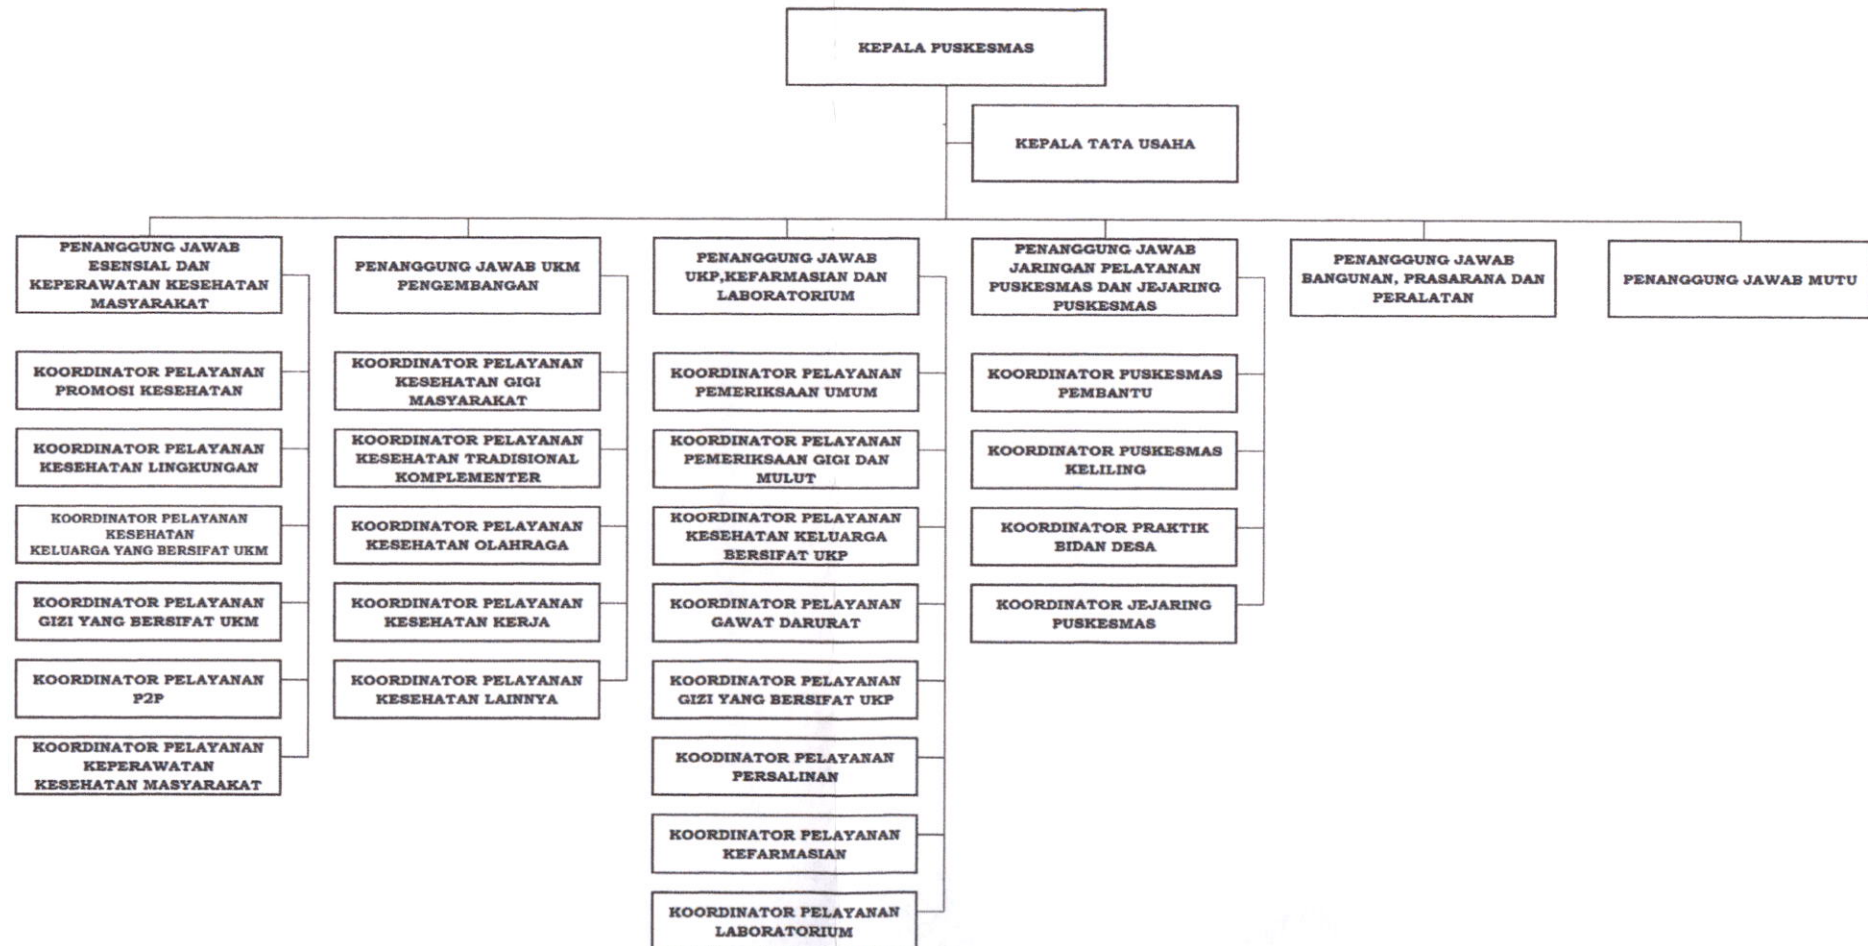 KEPALA PUSKESMAS
KEPALA TATA USAHA
PENANGGUNG JAWAB
ESENSIAL DAN
KEPERAWATAN KESEHATAN
MASYARAKAT
PENANGGUNG JAWAB UKM
PENGEMBANGAN
PENANGGUNG JAWAB
UKP,KEFARMASIAN DAN
LABORATORIUM
PENANGGUNG JAWAB
JARINGAN PELAYANAN
PUSKESMAS DAN JEJARING
PUSKESMAS
PENANGGUNG JAWAB
BANGUNAN, PRASARANA DAN
PERALATAN
PENANGGUNG JAWAB MUTU
KOORDINATOR PELAYANAN
PROMOSI KESEHATAN
KOORDINATOR PELAYANAN
KESEHATAN LINGKUNGAN
KOORDINATOR PELAYANAN
KESEHATAN
KELUARGA YANG BERSIFAT UKM
KOORDINATOR PELAYANAN
GIZI YANG BERSIFAT UKM
KOORDINATOR PELAYANAN
P2P
KOORDINATOR PELAYANAN
KEPERAWATAN
KESEHATAN MASYARAKAT
KOORDINATOR PELAYANAN
KESEHATAN GIGI
MASYARAKAT
KOORDINATOR PELAYANAN
KESEHATAN TRADISIONAL
KOMPLEMENTER
KOORDINATOR PELAYANAN
KESEHATAN OLAHRAGA
KOORDINATOR PELAYANAN
KESEHATAN KERJA
KOORDINATOR PELAYANAN
KESEHATAN LAINNYA
KOORDINATOR PELAYANAN
PEMERIKSAAN UMUM
KOORDINATOR PELAYANAN
PEMERIKSAAN GIGI DAN
MULUT
KOORDINATOR PELAYANAN
KESEHATAN KELUARGA
BERSIFAT UKP
KOORDINATOR PELAYANAN
GAWAT DARURAT
KOORDINATOR PELAYANAN
GIZI YANG BERSIFAT UKP
KOODINATOR PELAYANAN
PERSALINAN
KOORDINATOR PELAYANAN
KEFARMASIAN
KOORDINATOR PELAYANAN
LABORATORIUM
KOORDINATOR PUSKESMAS
PEMBANTU
KOORDINATOR PUSKESMAS
KELILING
KOORDINATOR PRAKTIK
BIDAN DESA
KOORDINATOR JEJARING
PUSKESMAS